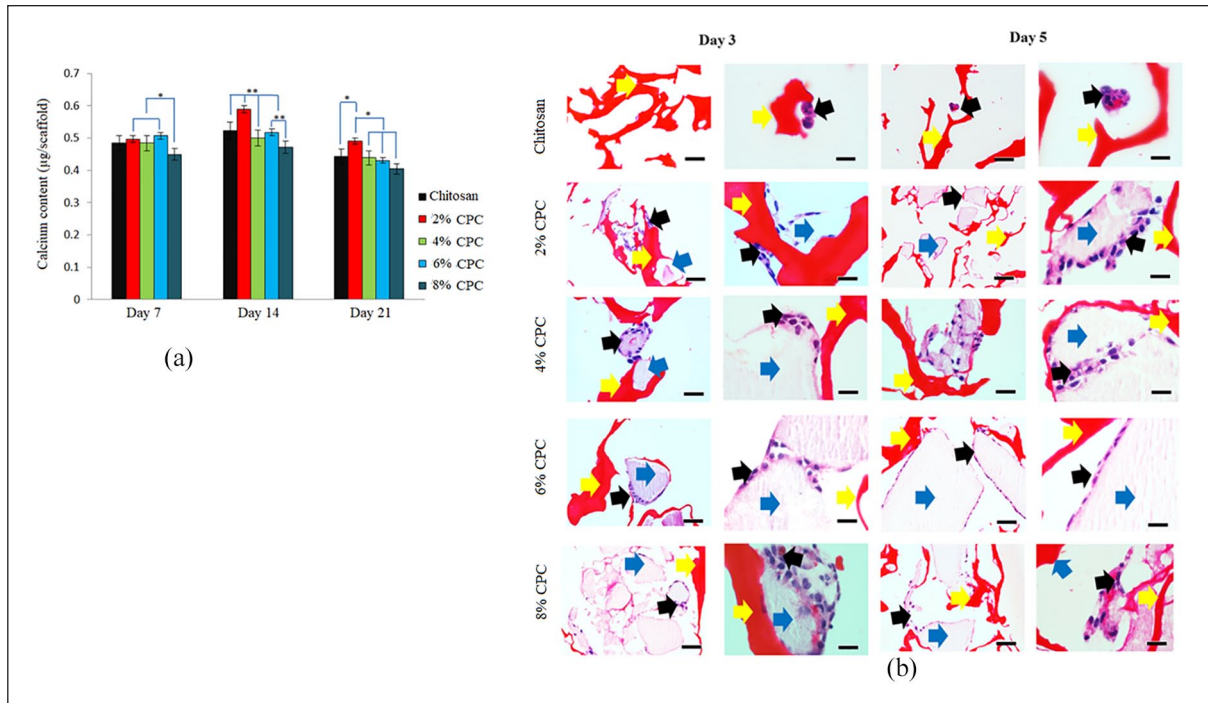 0.7
0.6
0.5
0.4
0.3
0.2
0.1
0
Calcium content (µg/scaffold)
*
**
**
*
*
Day 7
Day 14
Day 21
Chitosan
2% CPC
4% CPC
6% CPC
8% CPC
(a)
Day 3
Day 5
Chitosan
2% CPC
4% CPC
6% CPC
8% CPC
(b)